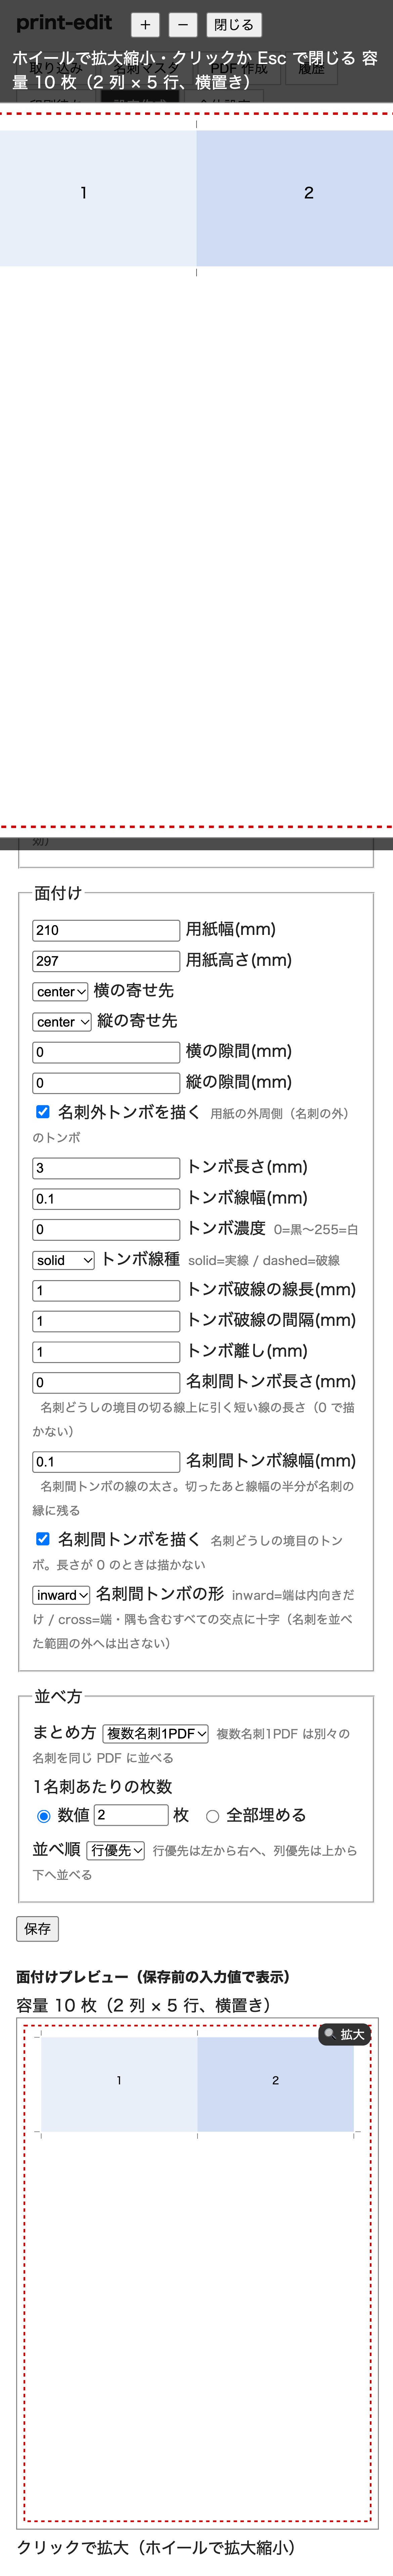 print-edit
＋
－
閉じる
ホイールで拡大縮小・クリックか Esc で閉じる 容
量 10 枚（2 列 × 5 行、横置き）
取り込み
名刺マスタ
PDF 作成
履歴
1
2
面付け
210 用紙幅(mm)
297 用紙高さ(mm)
center 横の寄せ先
center 縦の寄せ先
0 横の隙間(mm)
0 縦の隙間(mm)
名刺外トンボを描く 用紙の外周側（名刺の外）
のトンボ
3 トンボ長さ(mm)
0.1 トンボ線幅(mm)
0 トンボ濃度 0=黒〜255=白
solid トンボ線種 solid=実線 / dashed=破線
1 トンボ破線の線長(mm)
1 トンボ破線の間隔(mm)
1 トンボ離し(mm)
0 名刺間トンボ長さ(mm)
名刺どうしの境目の切る線上に引く短い線の長さ（0 で描
かない）
0.1 名刺間トンボ線幅(mm)
名刺間トンボの線の太さ。切ったあと線幅の半分が名刺の
縁に残る
名刺間トンボを描く 名刺どうしの境目のトン
ボ。長さが 0 のときは描かない
inward 名刺間トンボの形 inward=端は内向きだ
け / cross=端・隅も含むすべての交点に十字（名刺を並べ
た範囲の外へは出さない）
並べ方
まとめ方 複数名刺1PDF 複数名刺1PDF は別々の
名刺を同じ PDF に並べる
1名刺あたりの枚数
数値 2 枚 全部埋める
並べ順 行優先 行優先は左から右へ、列優先は上から
下へ並べる
保存
面付けプレビュー（保存前の入力値で表示）
容量 10 枚（2 列 × 5 行、横置き）
🔍 拡大
1
2
クリックで拡大（ホイールで拡大縮小）